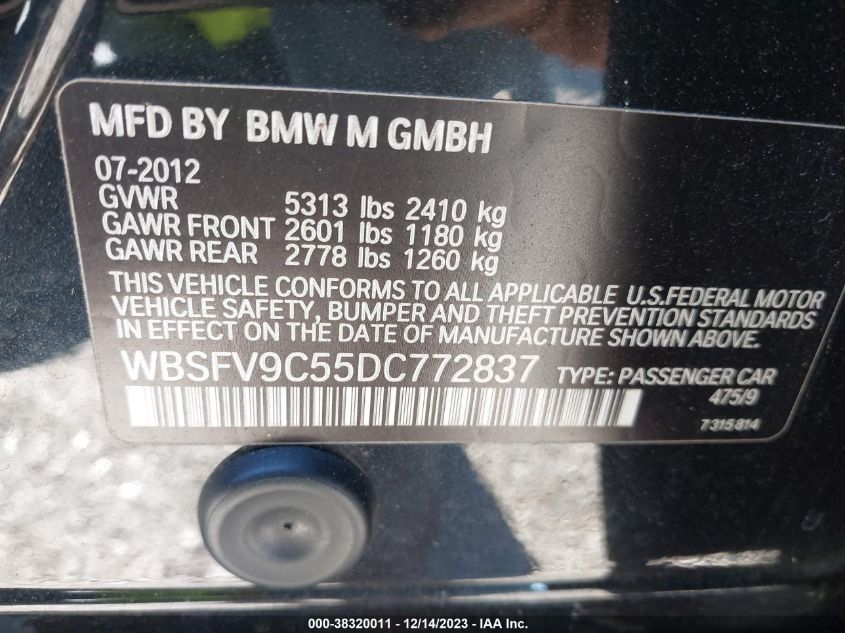 MFD BY BMW M GMBH
07-2012
GVWR 5313 lbs 2410 kg
GAWR FRONT 2601 lbs 1180 kg
GAWR REAR 2778 lbs 1260 kg
THIS VEHICLE CONFORMS TO ALL APPLICABLE U.S.FEDERAL MOTOR
VEHICLE SAFETY, BUMPER AND THEFT PREVENTION STANDARDS
IN EFFECT ON THE DATE OF MANUFACTURE SHOWN ABOVE.
WBSFV9C55DC772837 TYPE: PASSENGER CAR
475/9
7 315 814
000-38320011 - 12/14/2023 - IAA Inc.